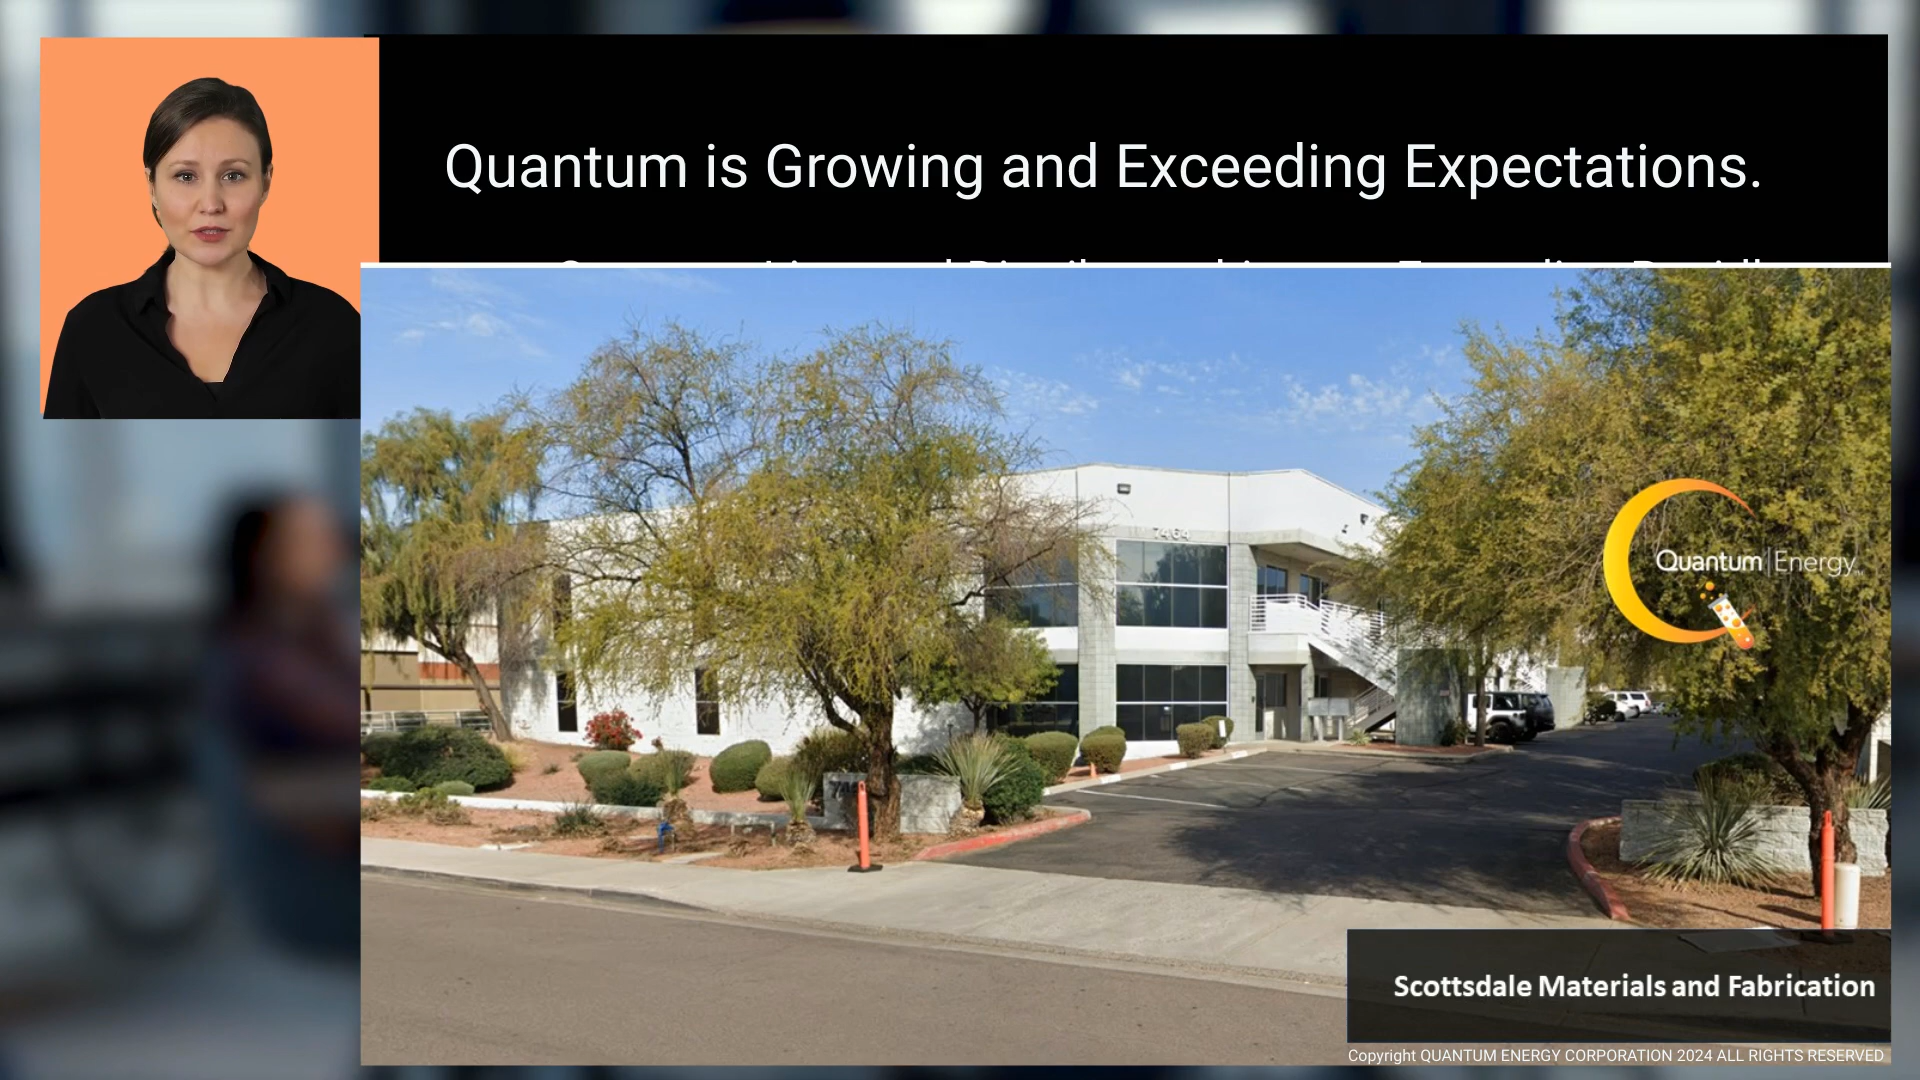 Quantum is Growing and Exceeding Expectations.
7464
Quantum|Energy
Scottsdale Materials and Fabrication
Copyright QUANTUM ENERGY CORPORATION 2024 ALL RIGHTS RESERVED